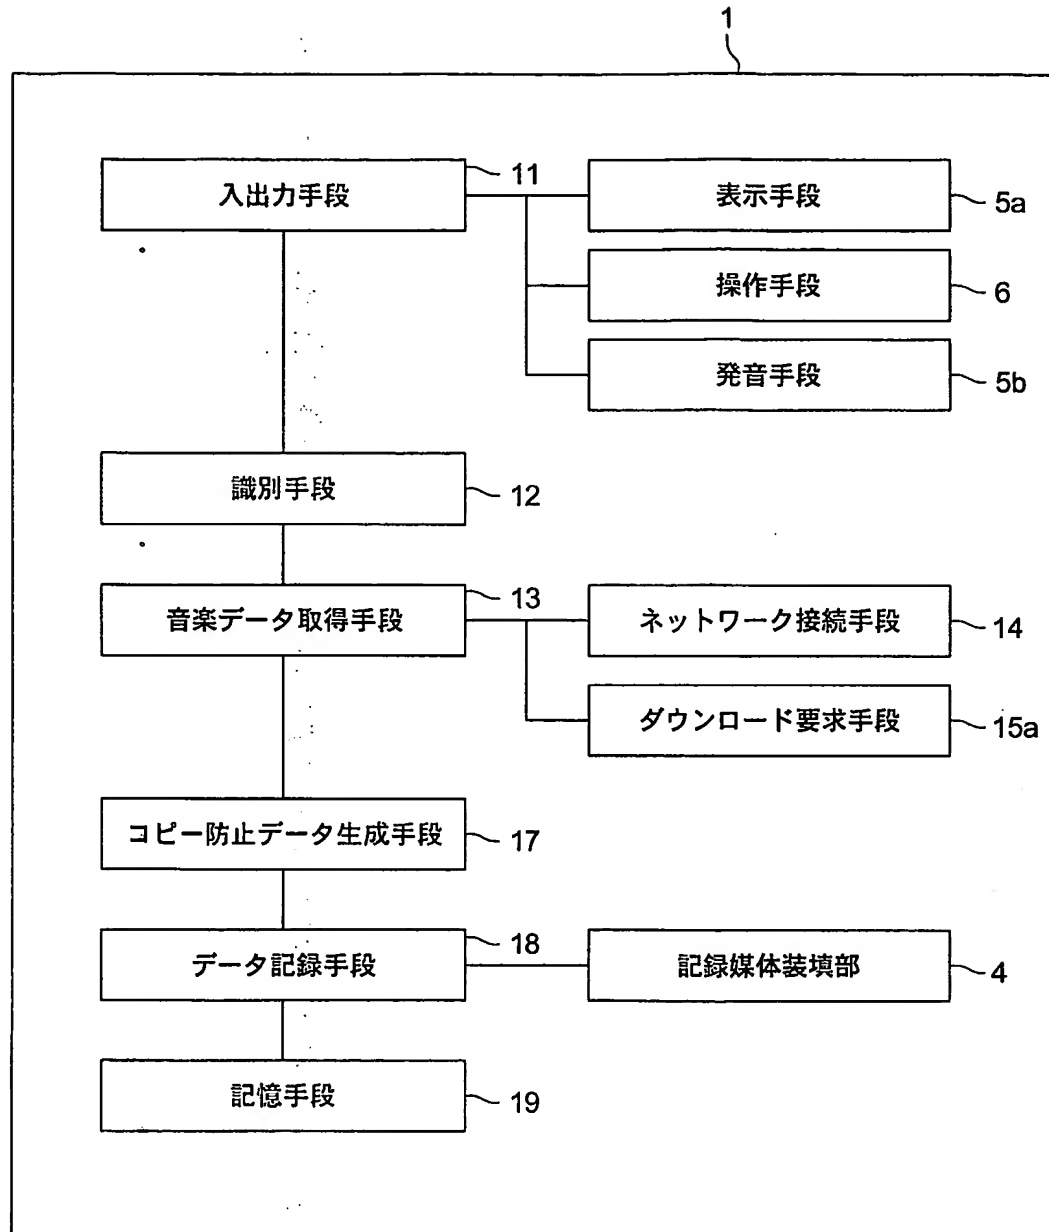 1
入出力手段
11
表示手段
5a
操作手段
6
発音手段
5b
識別手段
12
音楽データ取得手段
13
ネットワーク接続手段
14
ダウンロード要求手段
15a
コピー防止データ生成手段
17
データ記録手段
18
記録媒体装填部
4
記憶手段
19